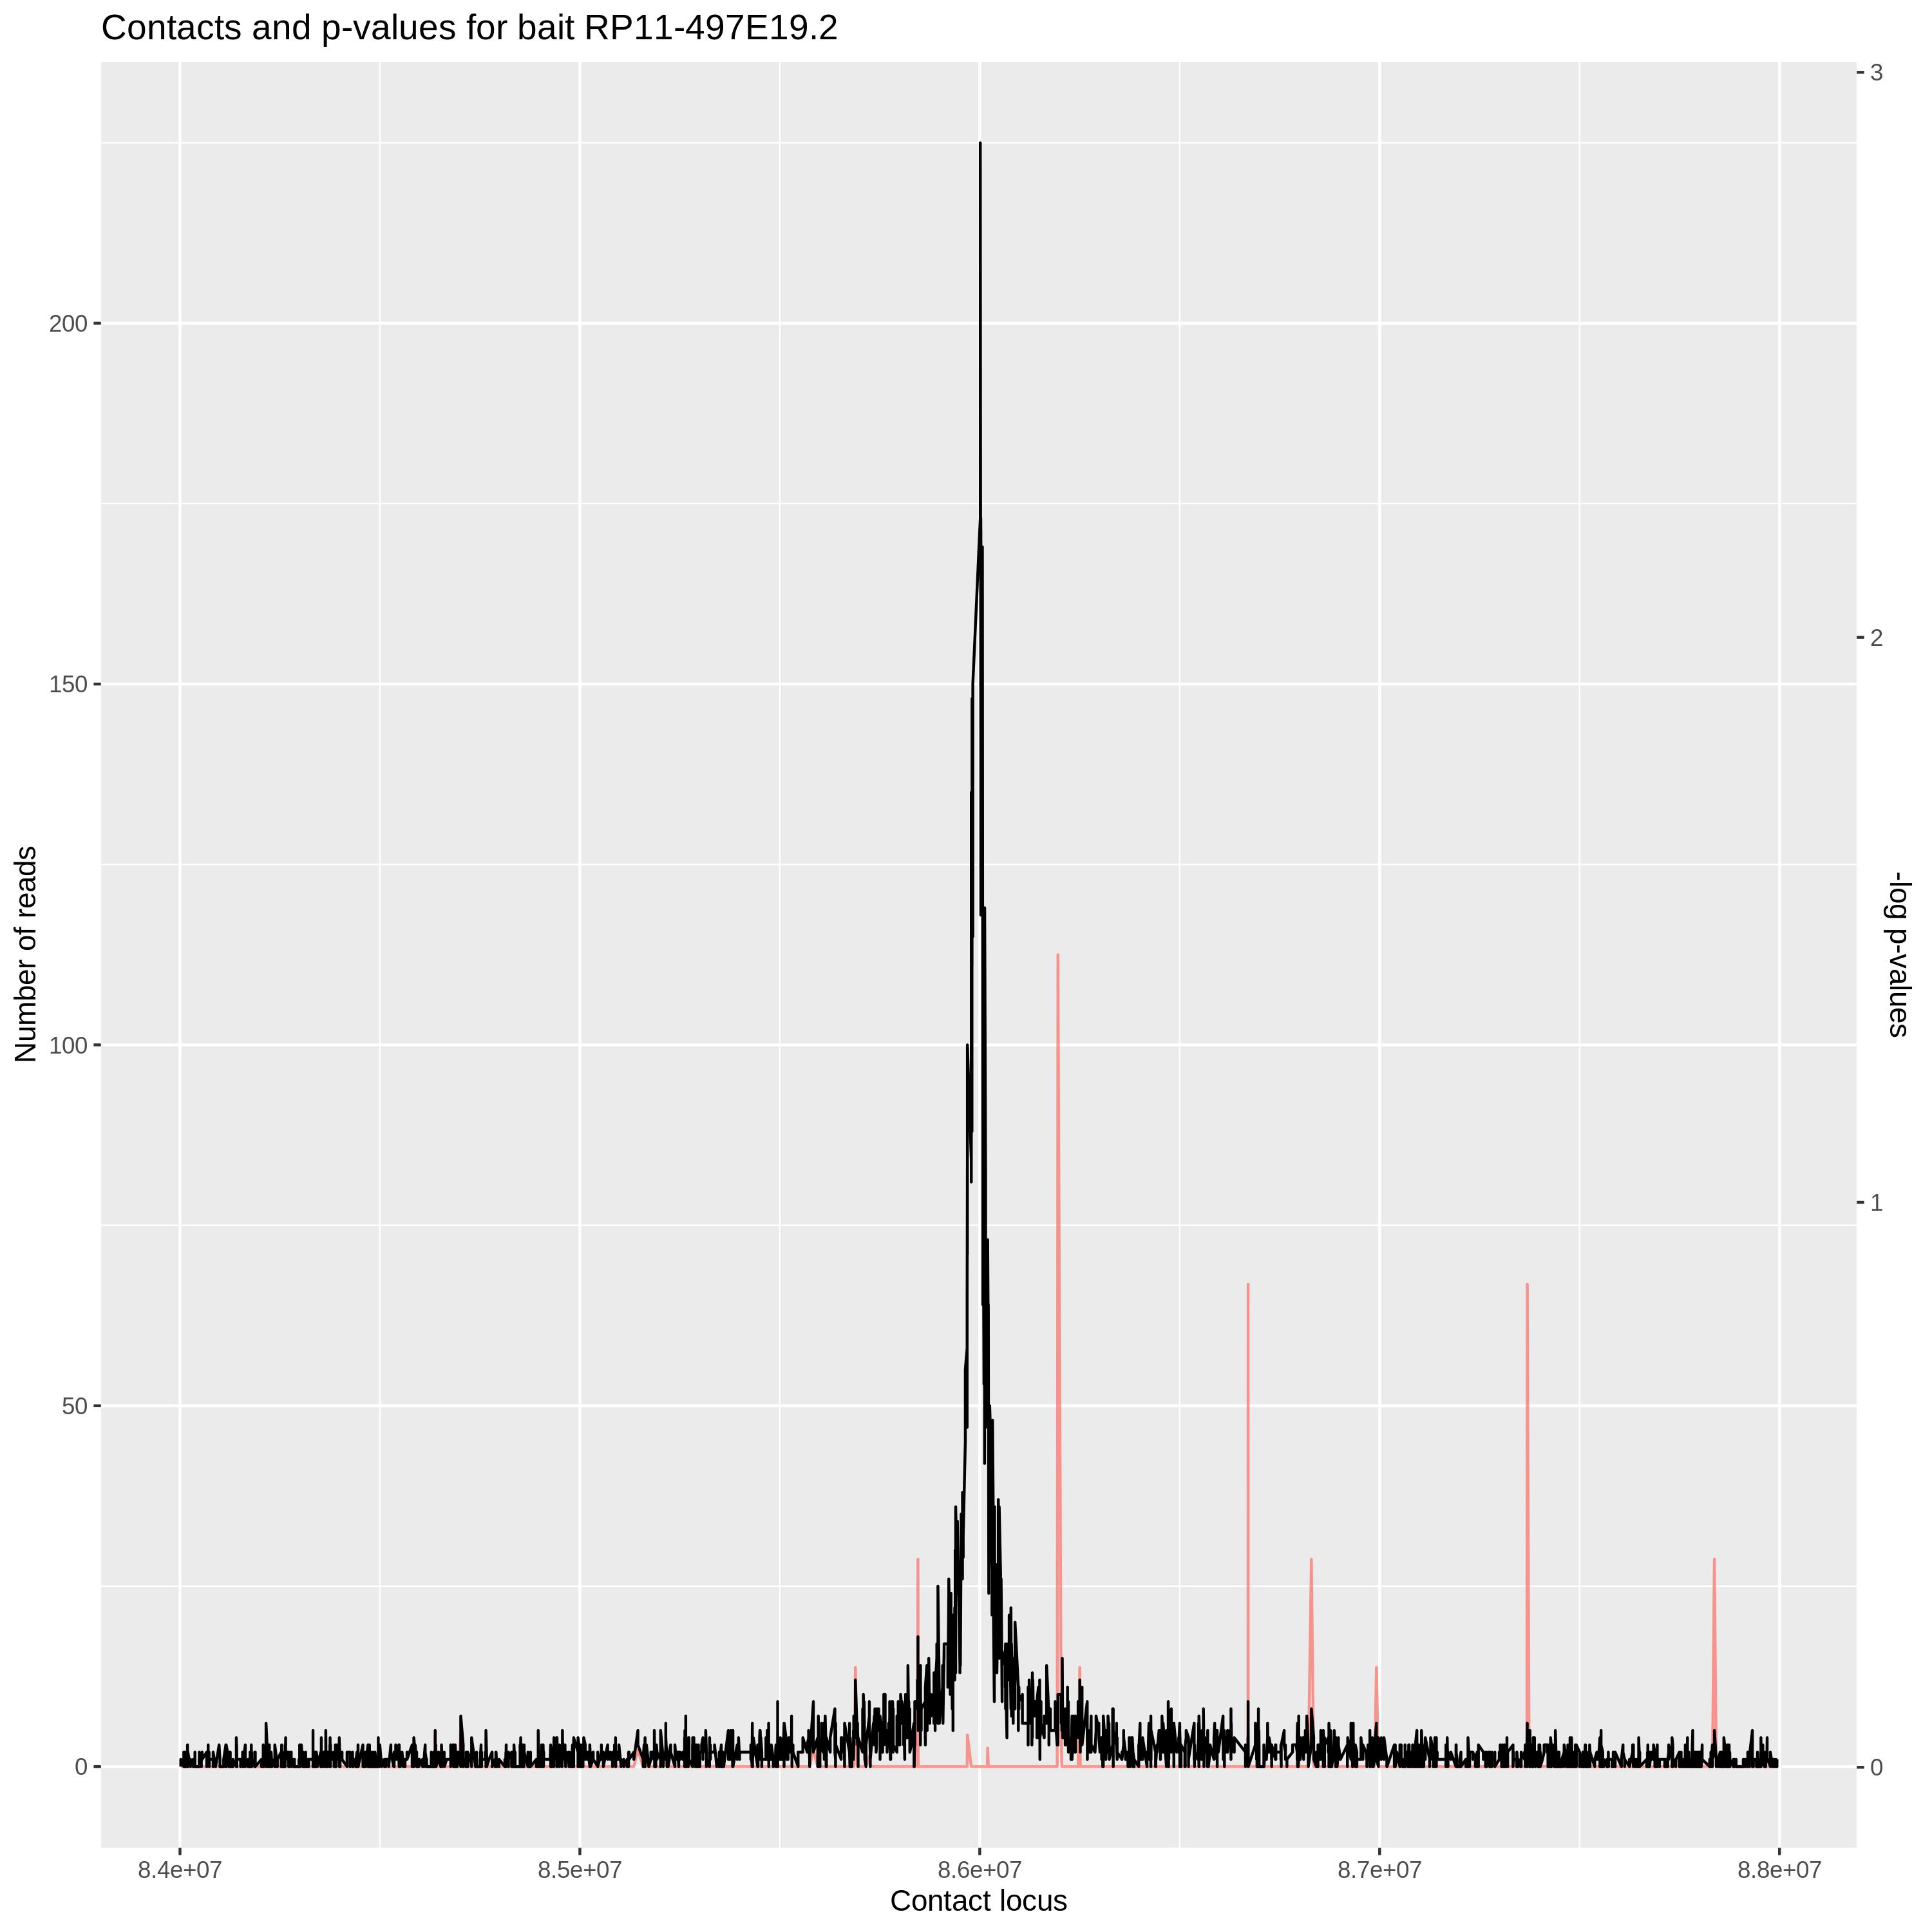 Contacts and p-values for bait RP11-497E19.2
Number of reads
200
150
100
50
0
3
2
1
0
-log p-values
8.4e+07
8.5e+07
8.6e+07
8.7e+07
8.8e+07
Contact locus